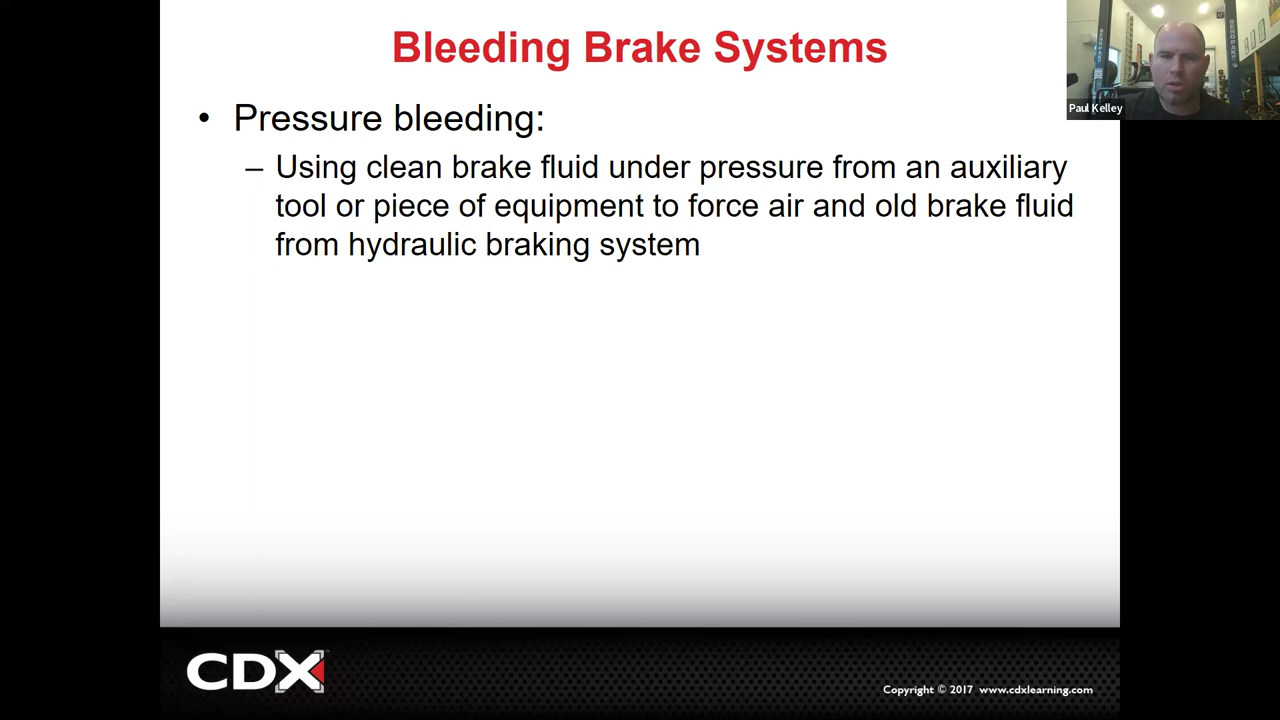 Bleeding Brake Systems
Paul Kelley
• Pressure bleeding:
– Using clean brake fluid under pressure from an auxiliary
tool or piece of equipment to force air and old brake fluid
from hydraulic braking system
CDX
Copyright © 2017 www.cdxlearning.com